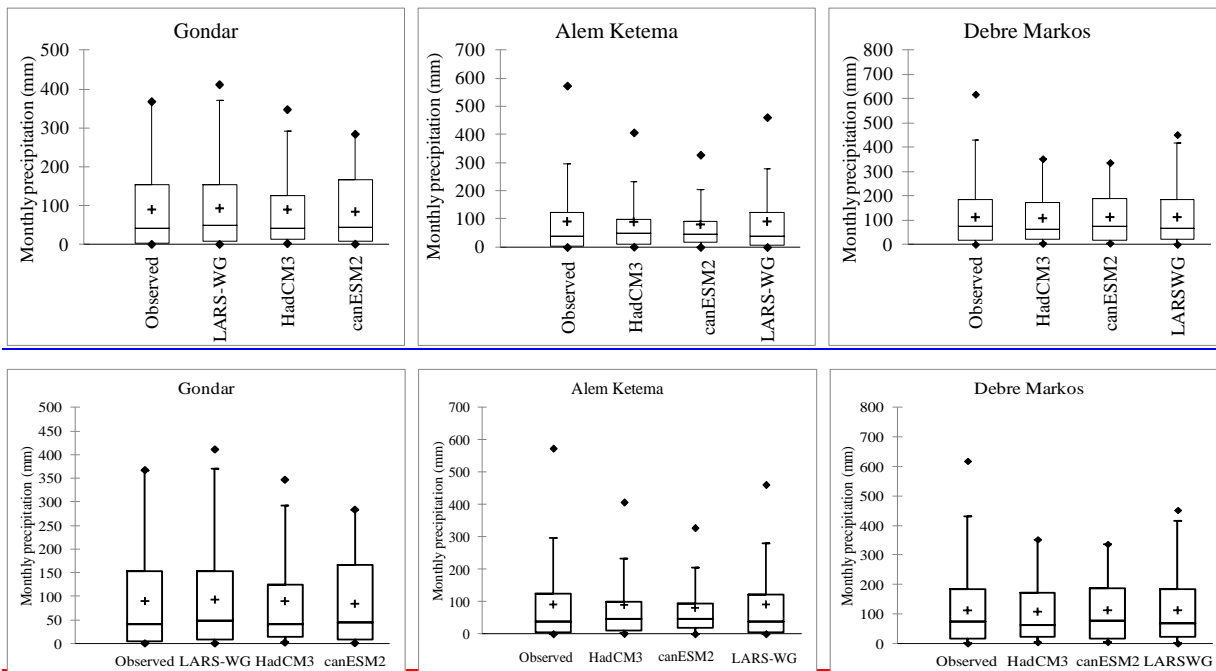 Gondar
Monthly precipitation (mm)
500
400
300
200
100
0
Observed
LARS-WG
HadCM3
canESM2
Alem Ketema
Monthly precipitation (mm)
700
600
500
400
300
200
100
0
Observed
HadCM3
canESM2
LARS-WG
Debre Markos
Monthly precipitation (mm)
800
700
600
500
400
300
200
100
0
Observed
HadCM3
canESM2
LARSWG
Gondar
Monthly precipitation (mm)
500
450
400
350
300
250
200
150
100
50
0
Observed LARS-WG HadCM3 canESM2
Alem Ketema
Monthly precipitation (mm)
700
600
500
400
300
200
100
0
Observed HadCM3 canESM2 LARS-WG
Debre Markos
Monthly precipitation (mm)
800
700
600
500
400
300
200
100
0
Observed HadCM3 canESM2 LARSWG